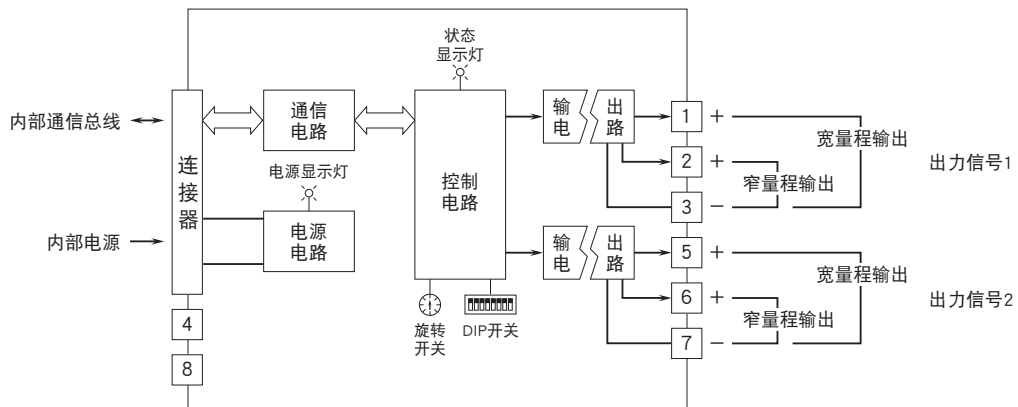 状态
显示灯
内部通信总线
连接器
通信
电路
控制
电路
输电
出路
1
+
2
+
3
−
宽量程输出
窄量程输出
出力信号1
电源显示灯
内部电源
电源
电路
输电
出路
5
+
6
+
7
−
宽量程输出
窄量程输出
出力信号2
旋转
开关
DIP开关
4
8